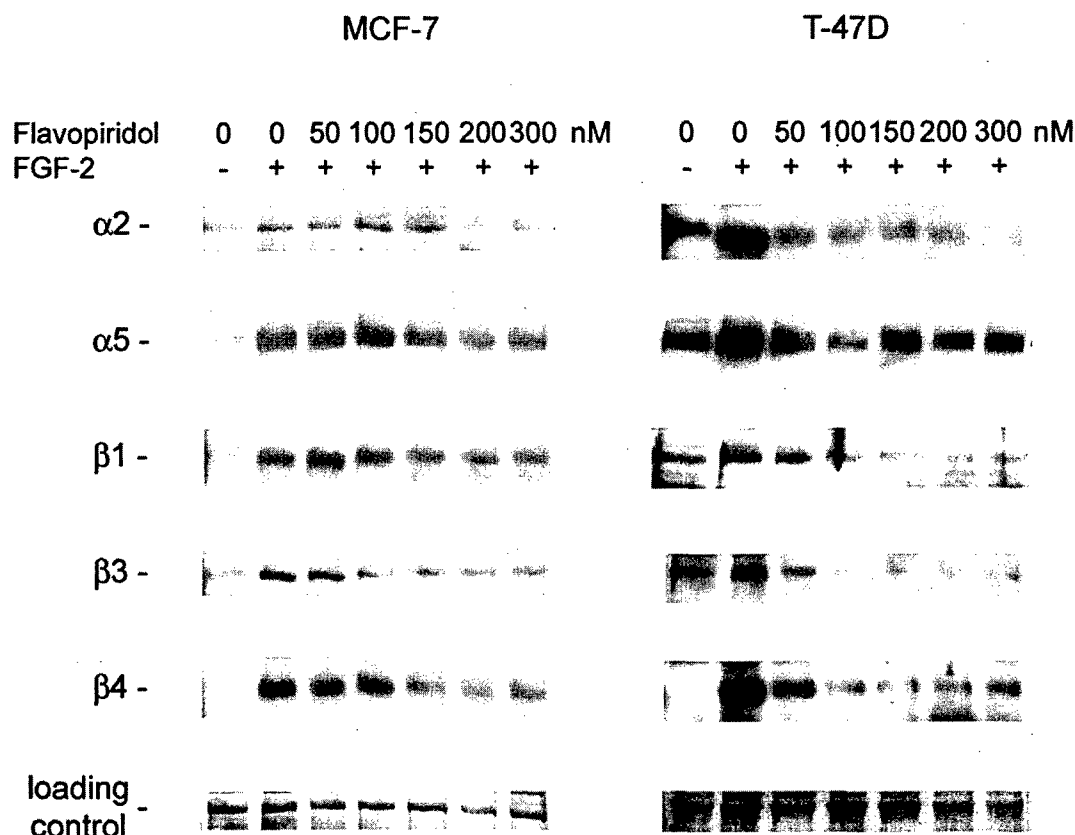 MCF-7 T-47D
Flavopiridol 0 0 50 100 150 200 300 nM 0 0 50 100 150 200 300 nM
FGF-2 - + + + + + + - + + + + + +
α2 -
α5 -
β1 -
β3 -
β4 -
loading
control -